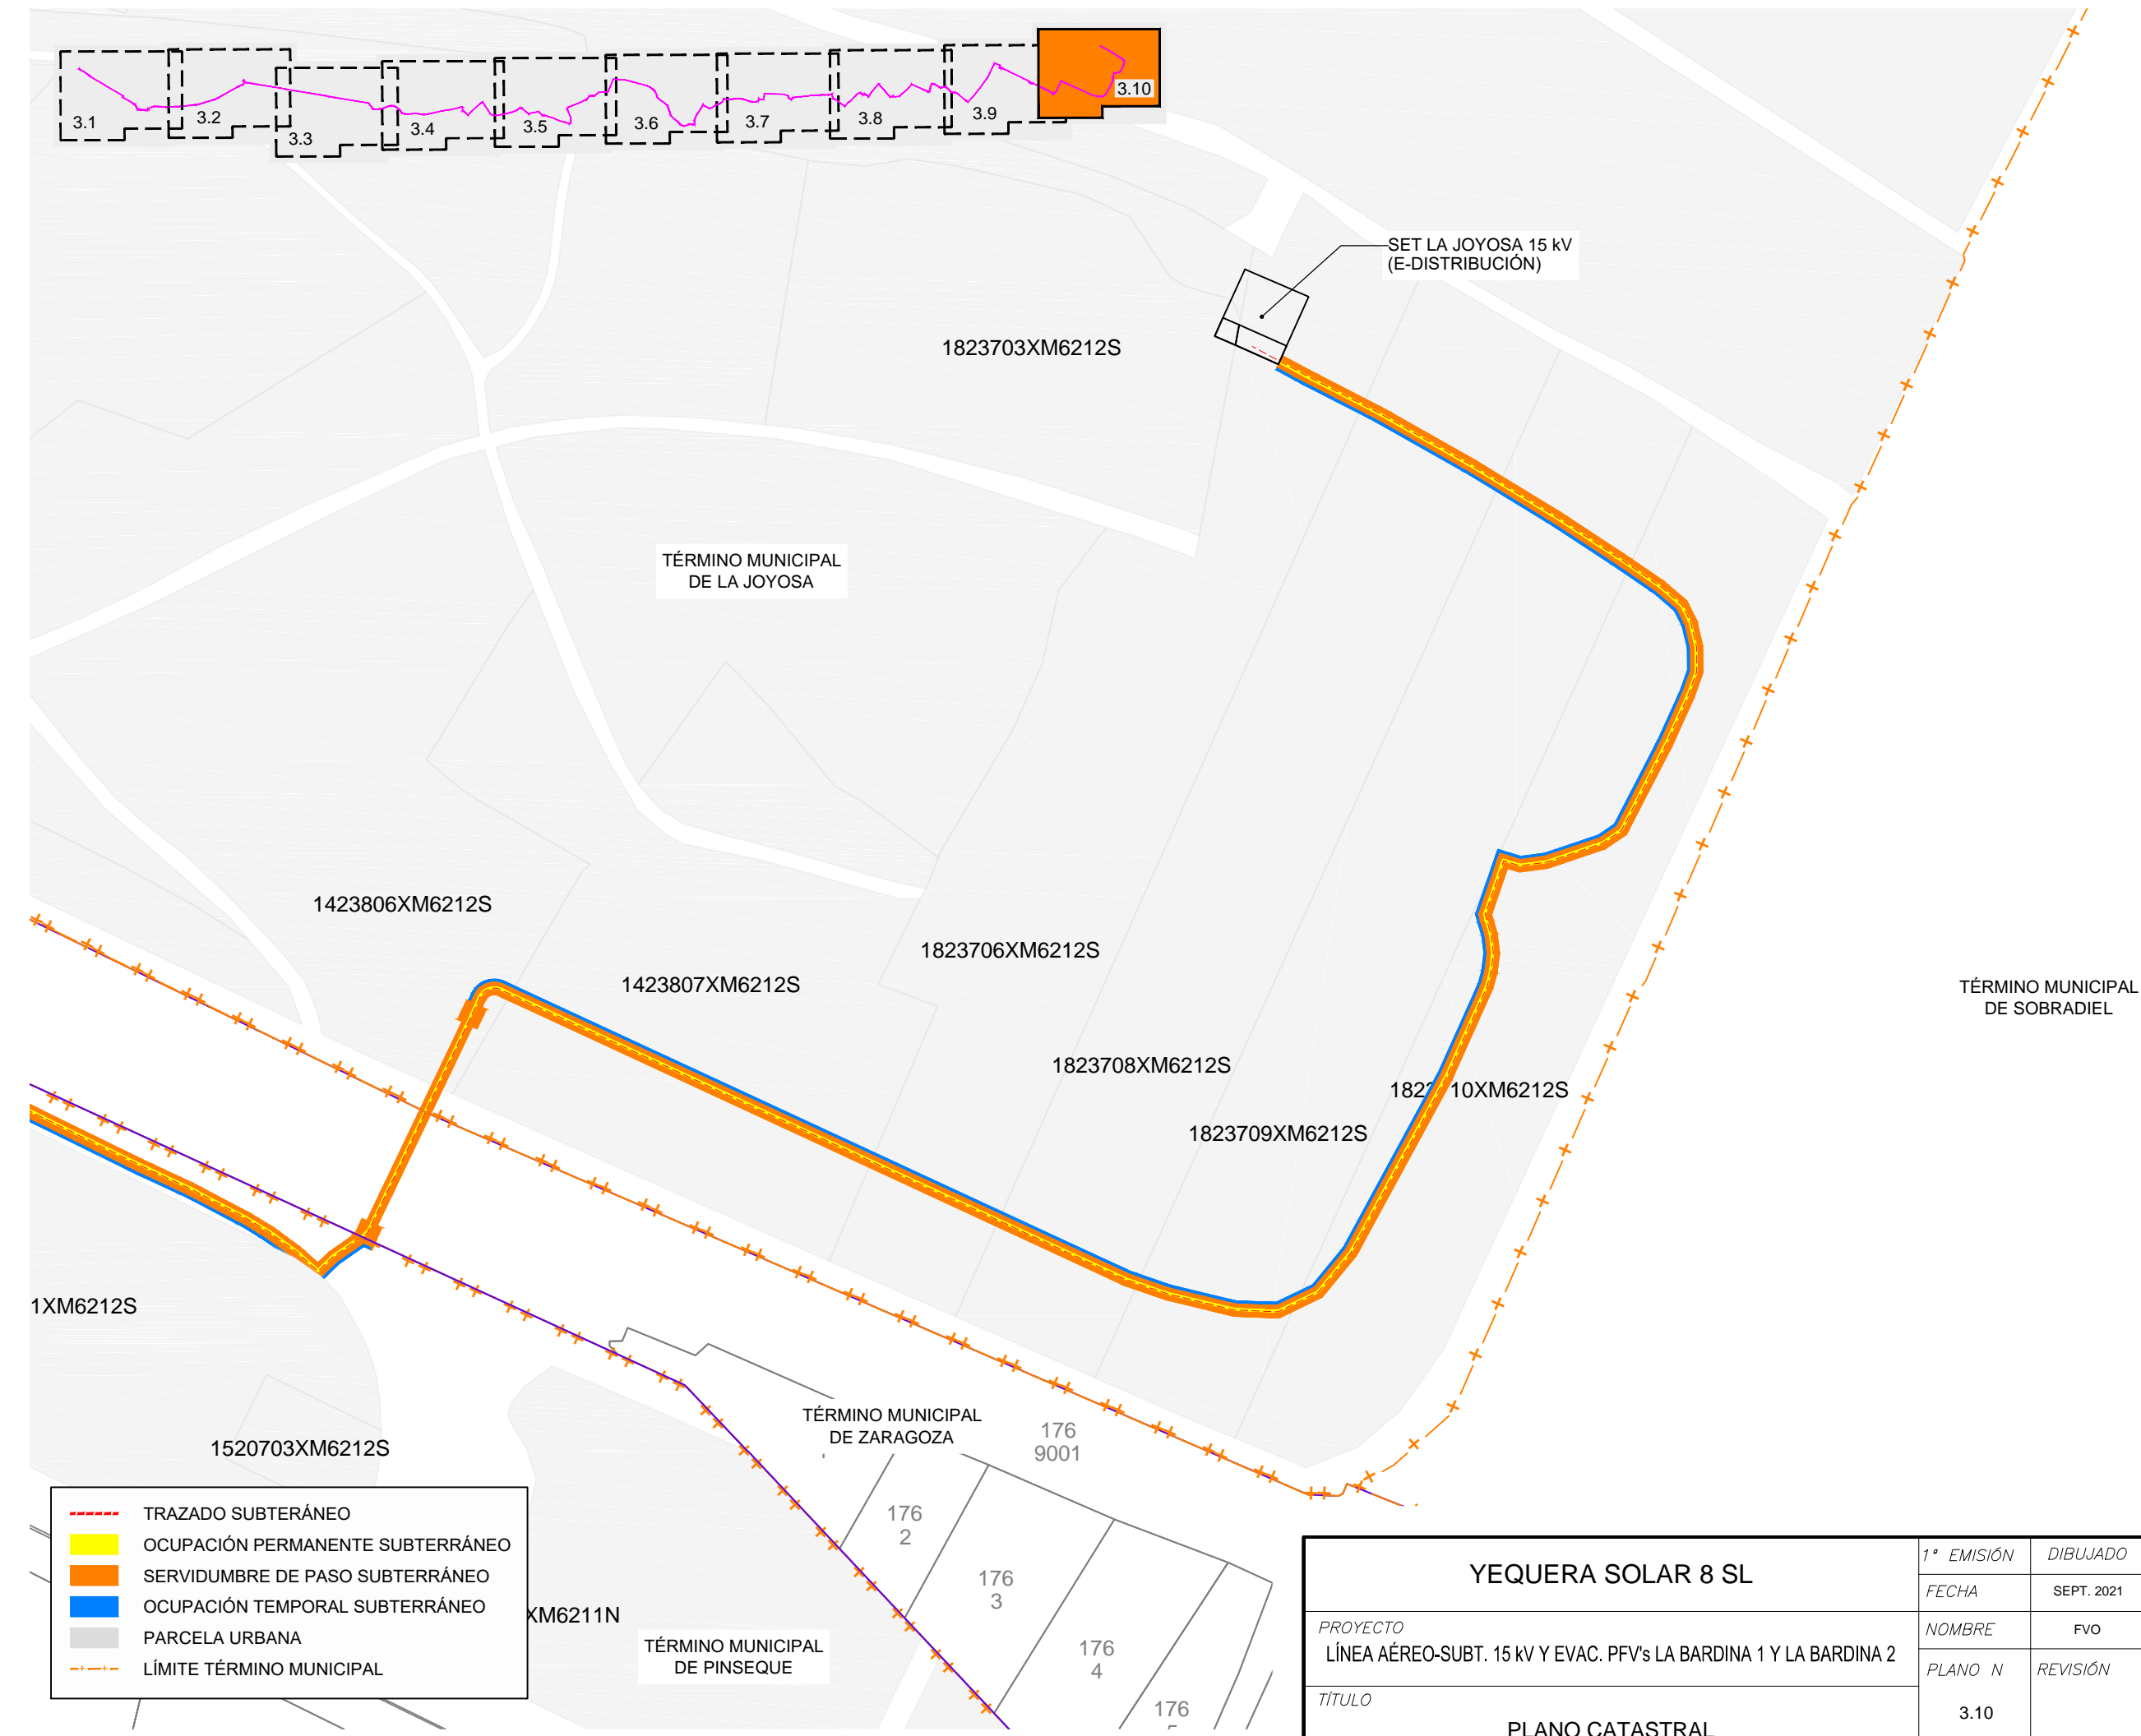 3.1
3.2
3.3
3.4
3.5
3.6
3.7
3.8
3.9
3.10
SET LA JOYOSA 15 kV
(E-DISTRIBUCIÓN)
1823703XM6212S
TÉRMINO MUNICIPAL
DE LA JOYOSA
1423806XM6212S
1823706XM6212S
1423807XM6212S
TÉRMINO MUNICIPAL
DE SOBRADIEL
1823708XM6212S
182 10XM6212S
1823709XM6212S
1XM6212S
TÉRMINO MUNICIPAL
DE ZARAGOZA
176
9001
1520703XM6212S
176
2
176
3
176
4
176
XM6211N
TÉRMINO MUNICIPAL
DE PINSEQUE
TRAZADO SUBTERÁNEO
OCUPACIÓN PERMANENTE SUBTERRÁNEO
SERVIDUMBRE DE PASO SUBTERRÁNEO
OCUPACIÓN TEMPORAL SUBTERRÁNEO
PARCELA URBANA
LÍMITE TÉRMINO MUNICIPAL
YEQUERA SOLAR 8 SL
1ª EMISIÓN DIBUJADO
FECHA SEPT. 2021
NOMBRE FVO
PROYECTO
LÍNEA AÉREO-SUBT. 15 kV Y EVAC. PFV's LA BARDINA 1 Y LA BARDINA 2
PLANO N REVISIÓN
3.10
TÍTULO
PLANO CATASTRAL